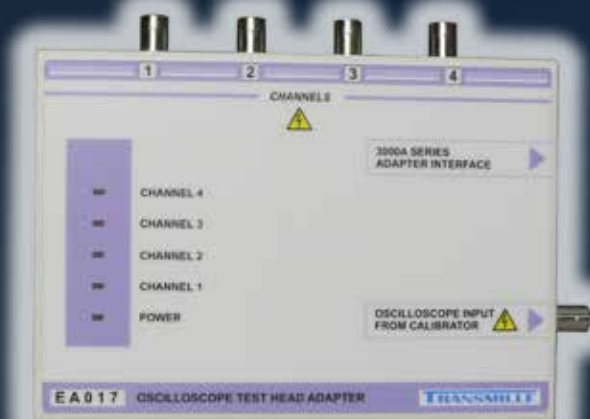 1 2 3 4
CHANNELS
3000A SERIES
ADAPTER INTERFACE
CHANNEL 4
CHANNEL 3
CHANNEL 2
CHANNEL 1
POWER
OSCILLOSCOPE INPUT
FROM CALIBRATOR
EA017 OSCILLOSCOPE TEST HEAD ADAPTER TRANSMILLE